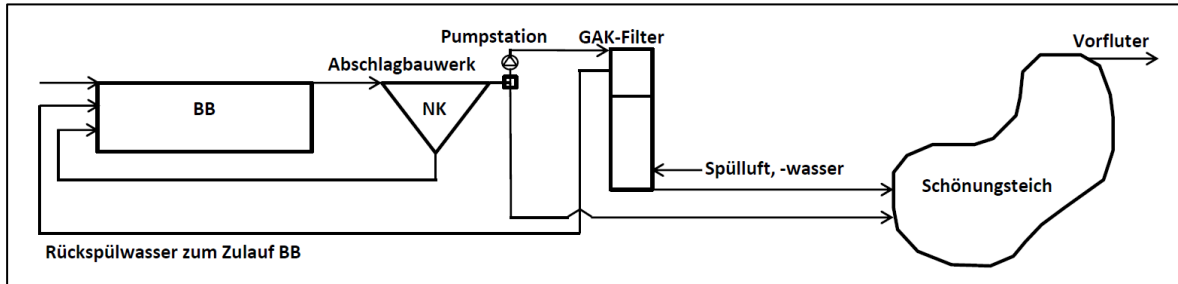 Pumpstation
GAK-Filter
Vorfluter
Abschlagbauwerk
BB
NK
Spülluft, -wasser
Schönungsteich
Rückspülwasser zum Zulauf BB